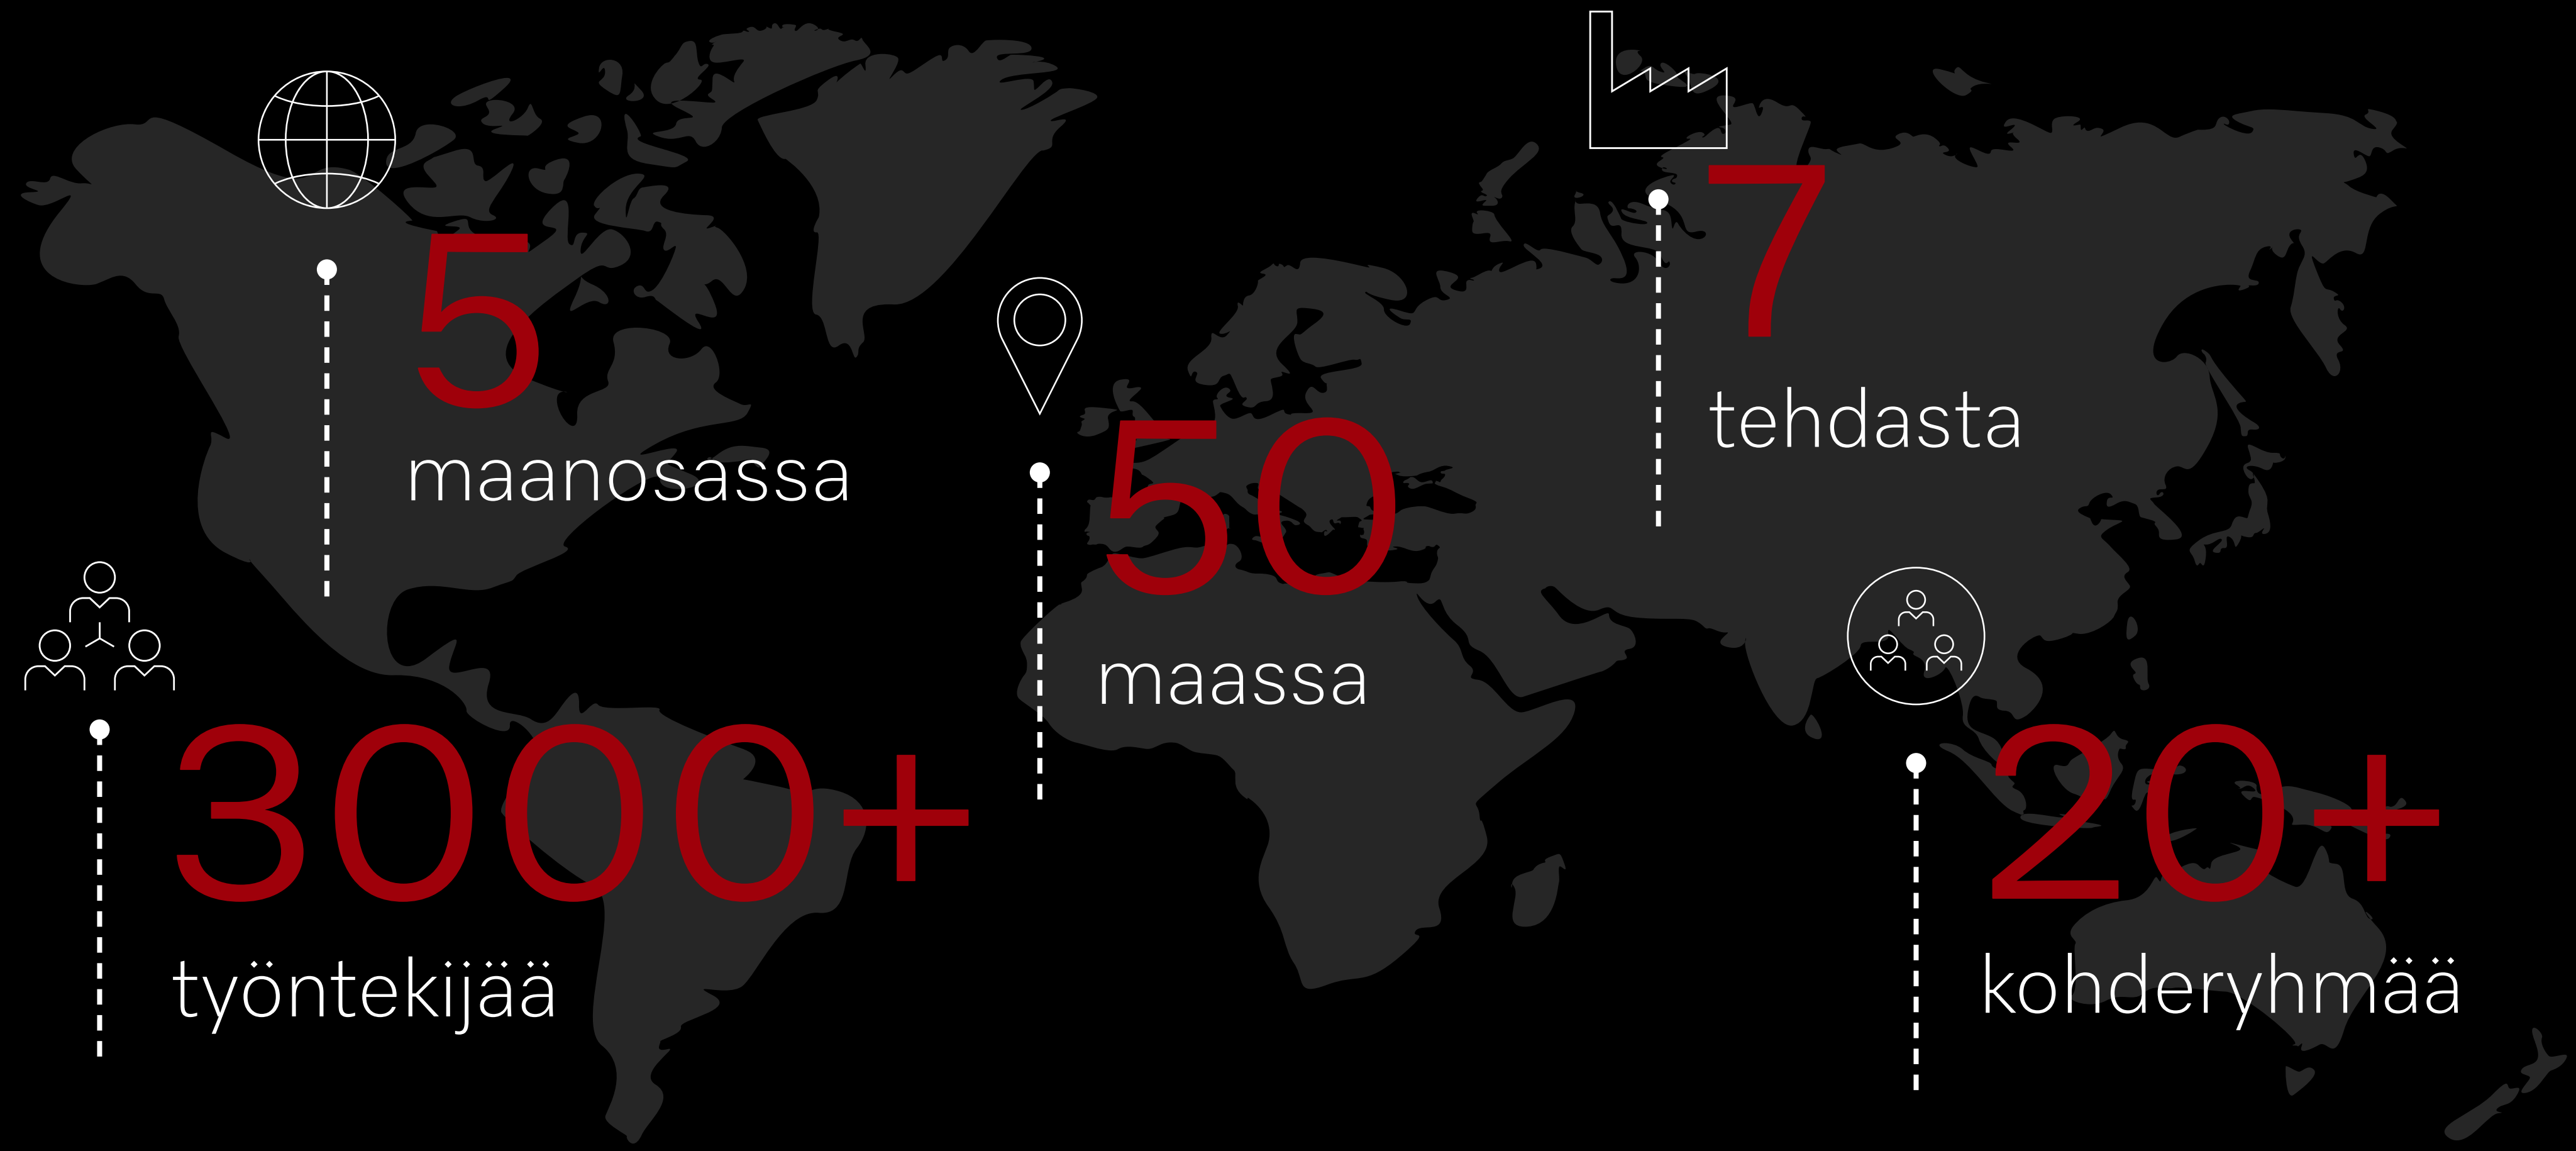 5
maanosassa
50
maassa
7
tehdasta
3000+
työntekijää
20+
kohderyhmää